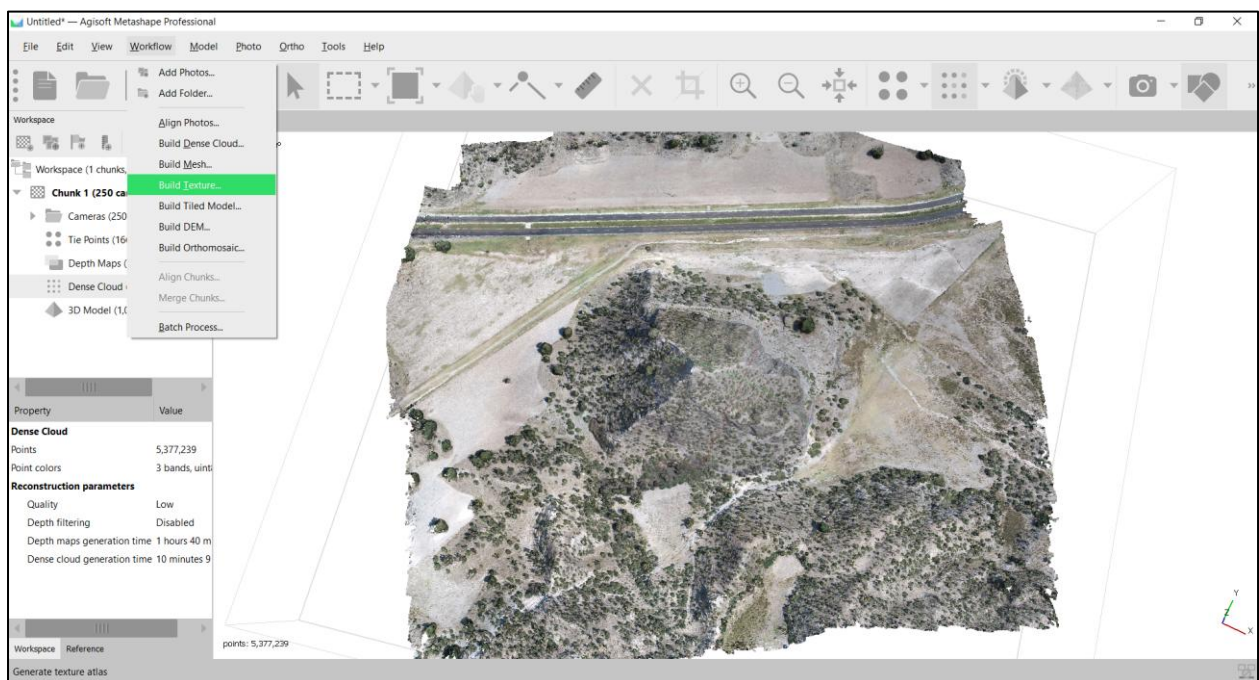 Untitled* — Agisoft Metashape Professional
File Edit View Workflow Model Photo Ortho Tools Help
Add Photos...
Add Folder...
Align Photos...
Build Dense Cloud...
Build Mesh...
Build Texture...
Build Tiled Model...
Build DEM...
Build Orthomosaic...
Align Chunks...
Merge Chunks...
Batch Process...
Workspace
Workspace (1 chunks,
Chunk 1 (250 ca
Cameras (250
Tie Points (16
Depth Maps (
Dense Cloud
3D Model (1,0
Property Value
Dense Cloud
Points 5,377,239
Point colors 3 bands, uint
Reconstruction parameters
Quality Low
Depth filtering Disabled
Depth maps generation time 1 hours 40 m
Dense cloud generation time 10 minutes 9
points: 5,377,239
Y
Z
X
Workspace Reference
Generate texture atlas